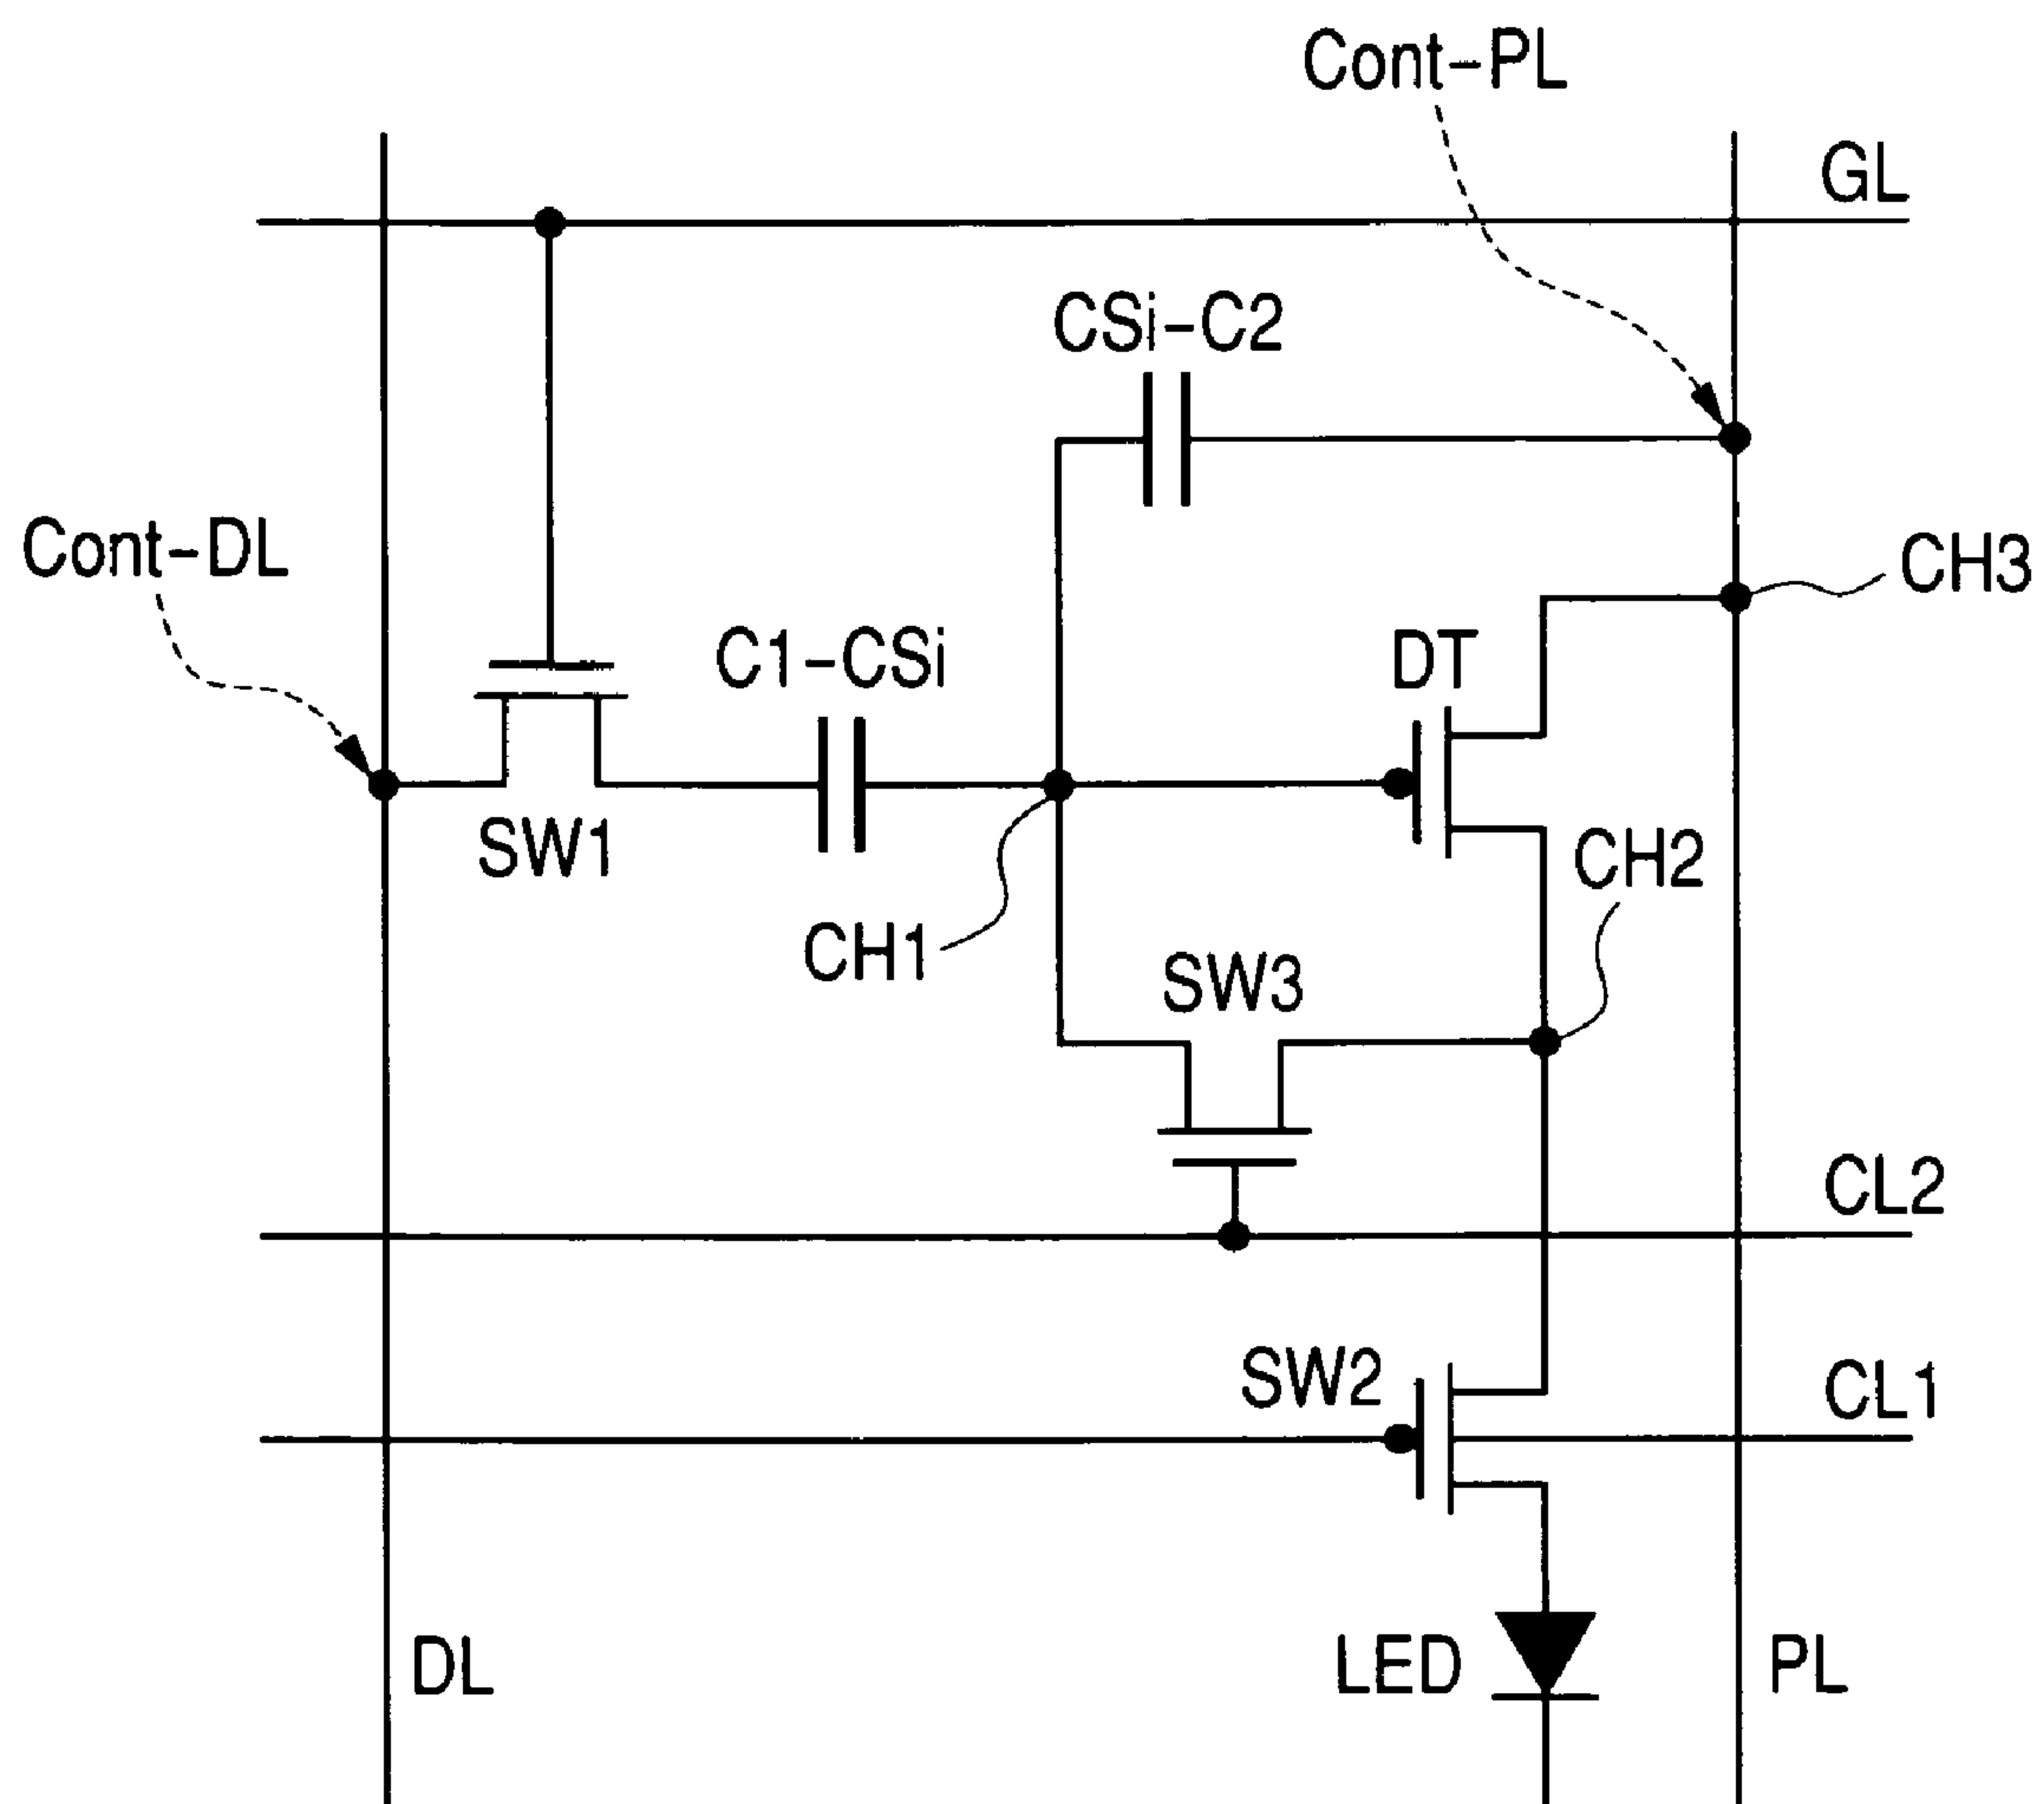 Cont-PL
GL
CSi-C2
Cont-DL
CH3
C1-CSi
DT
SW1
CH2
CH1
SW3
CL2
SW2
CL1
DL
LED
PL